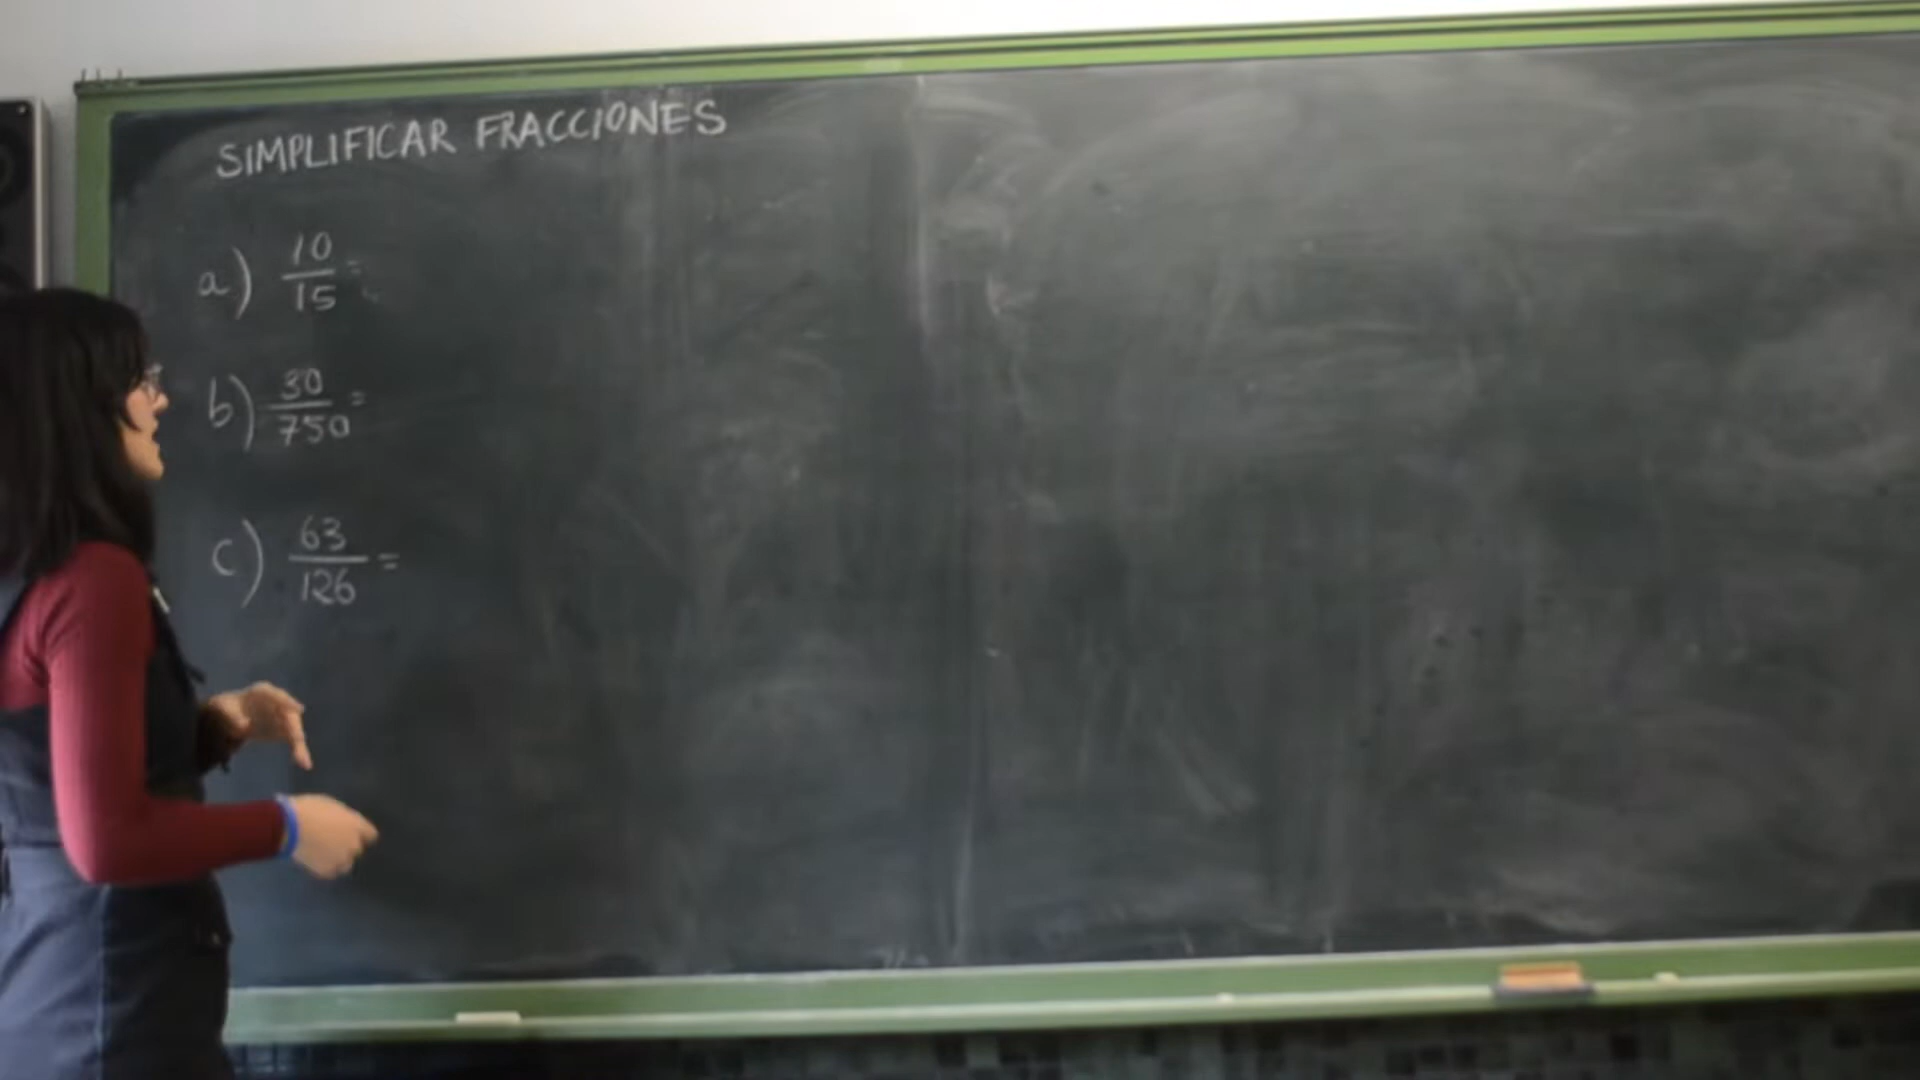 SIMPLIFICAR FRACCIONES
a) 10/15 =
b) 30/750 =
c) 63/126 =